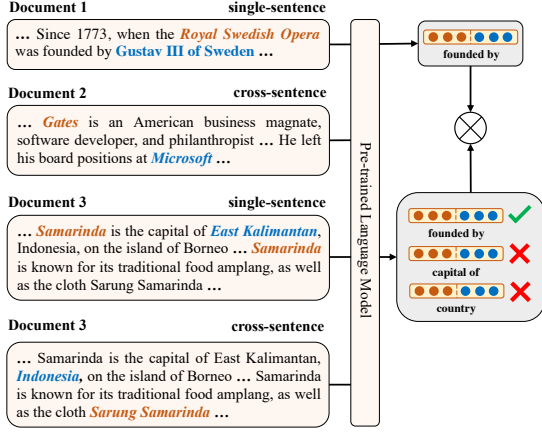 Document 1 single-sentence
... Since 1773, when the Royal Swedish Opera
was founded by Gustav III of Sweden ...
Document 2 cross-sentence
... Gates is an American business magnate,
software developer, and philanthropist ... He left
his board positions at Microsoft ...
Document 3 single-sentence
... Samarinda is the capital of East Kalimantan,
Indonesia, on the island of Borneo ... Samarinda
is known for its traditional food amplang, as well
as the cloth Sarung Samarinda ...
Document 3 cross-sentence
... Samarinda is the capital of East Kalimantan,
Indonesia, on the island of Borneo ... Samarinda
is known for its traditional food amplang, as well
as the cloth Sarung Samarinda ...
Pre-trained Language Model
founded by
founded by
capital of
country